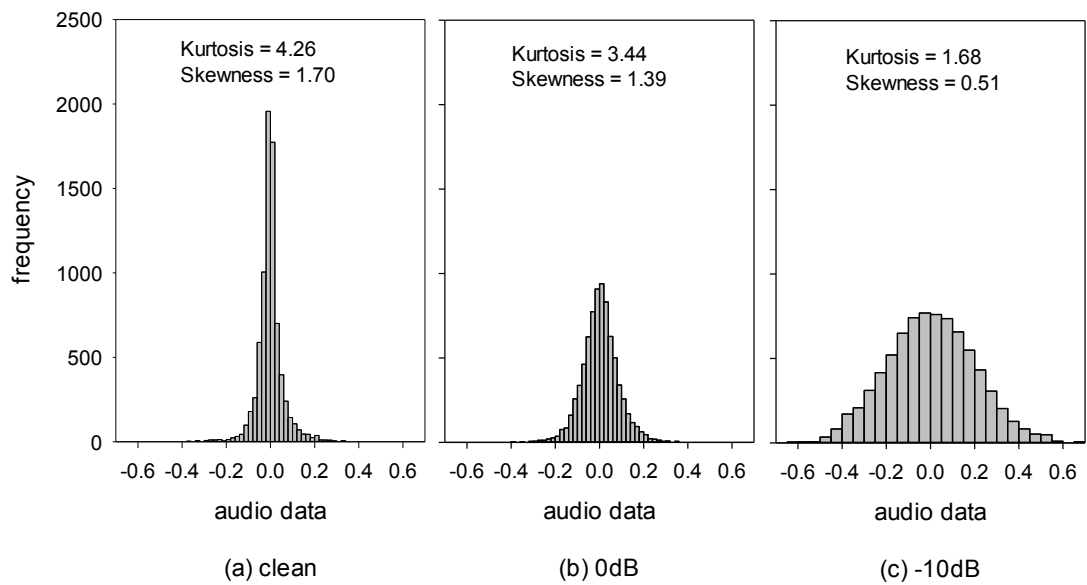 Kurtosis = 4.26
Skewness = 1.70
Kurtosis = 3.44
Skewness = 1.39
Kurtosis = 1.68
Skewness = 0.51
2500
2000
1500
1000
500
0
frequency
-0.6 -0.4 -0.2 0.0 0.2 0.4 0.6
-0.6 -0.4 -0.2 0.0 0.2 0.4 0.6
-0.6 -0.4 -0.2 0.0 0.2 0.4 0.6
audio data
audio data
audio data
(a) clean
(b) 0dB
(c) -10dB